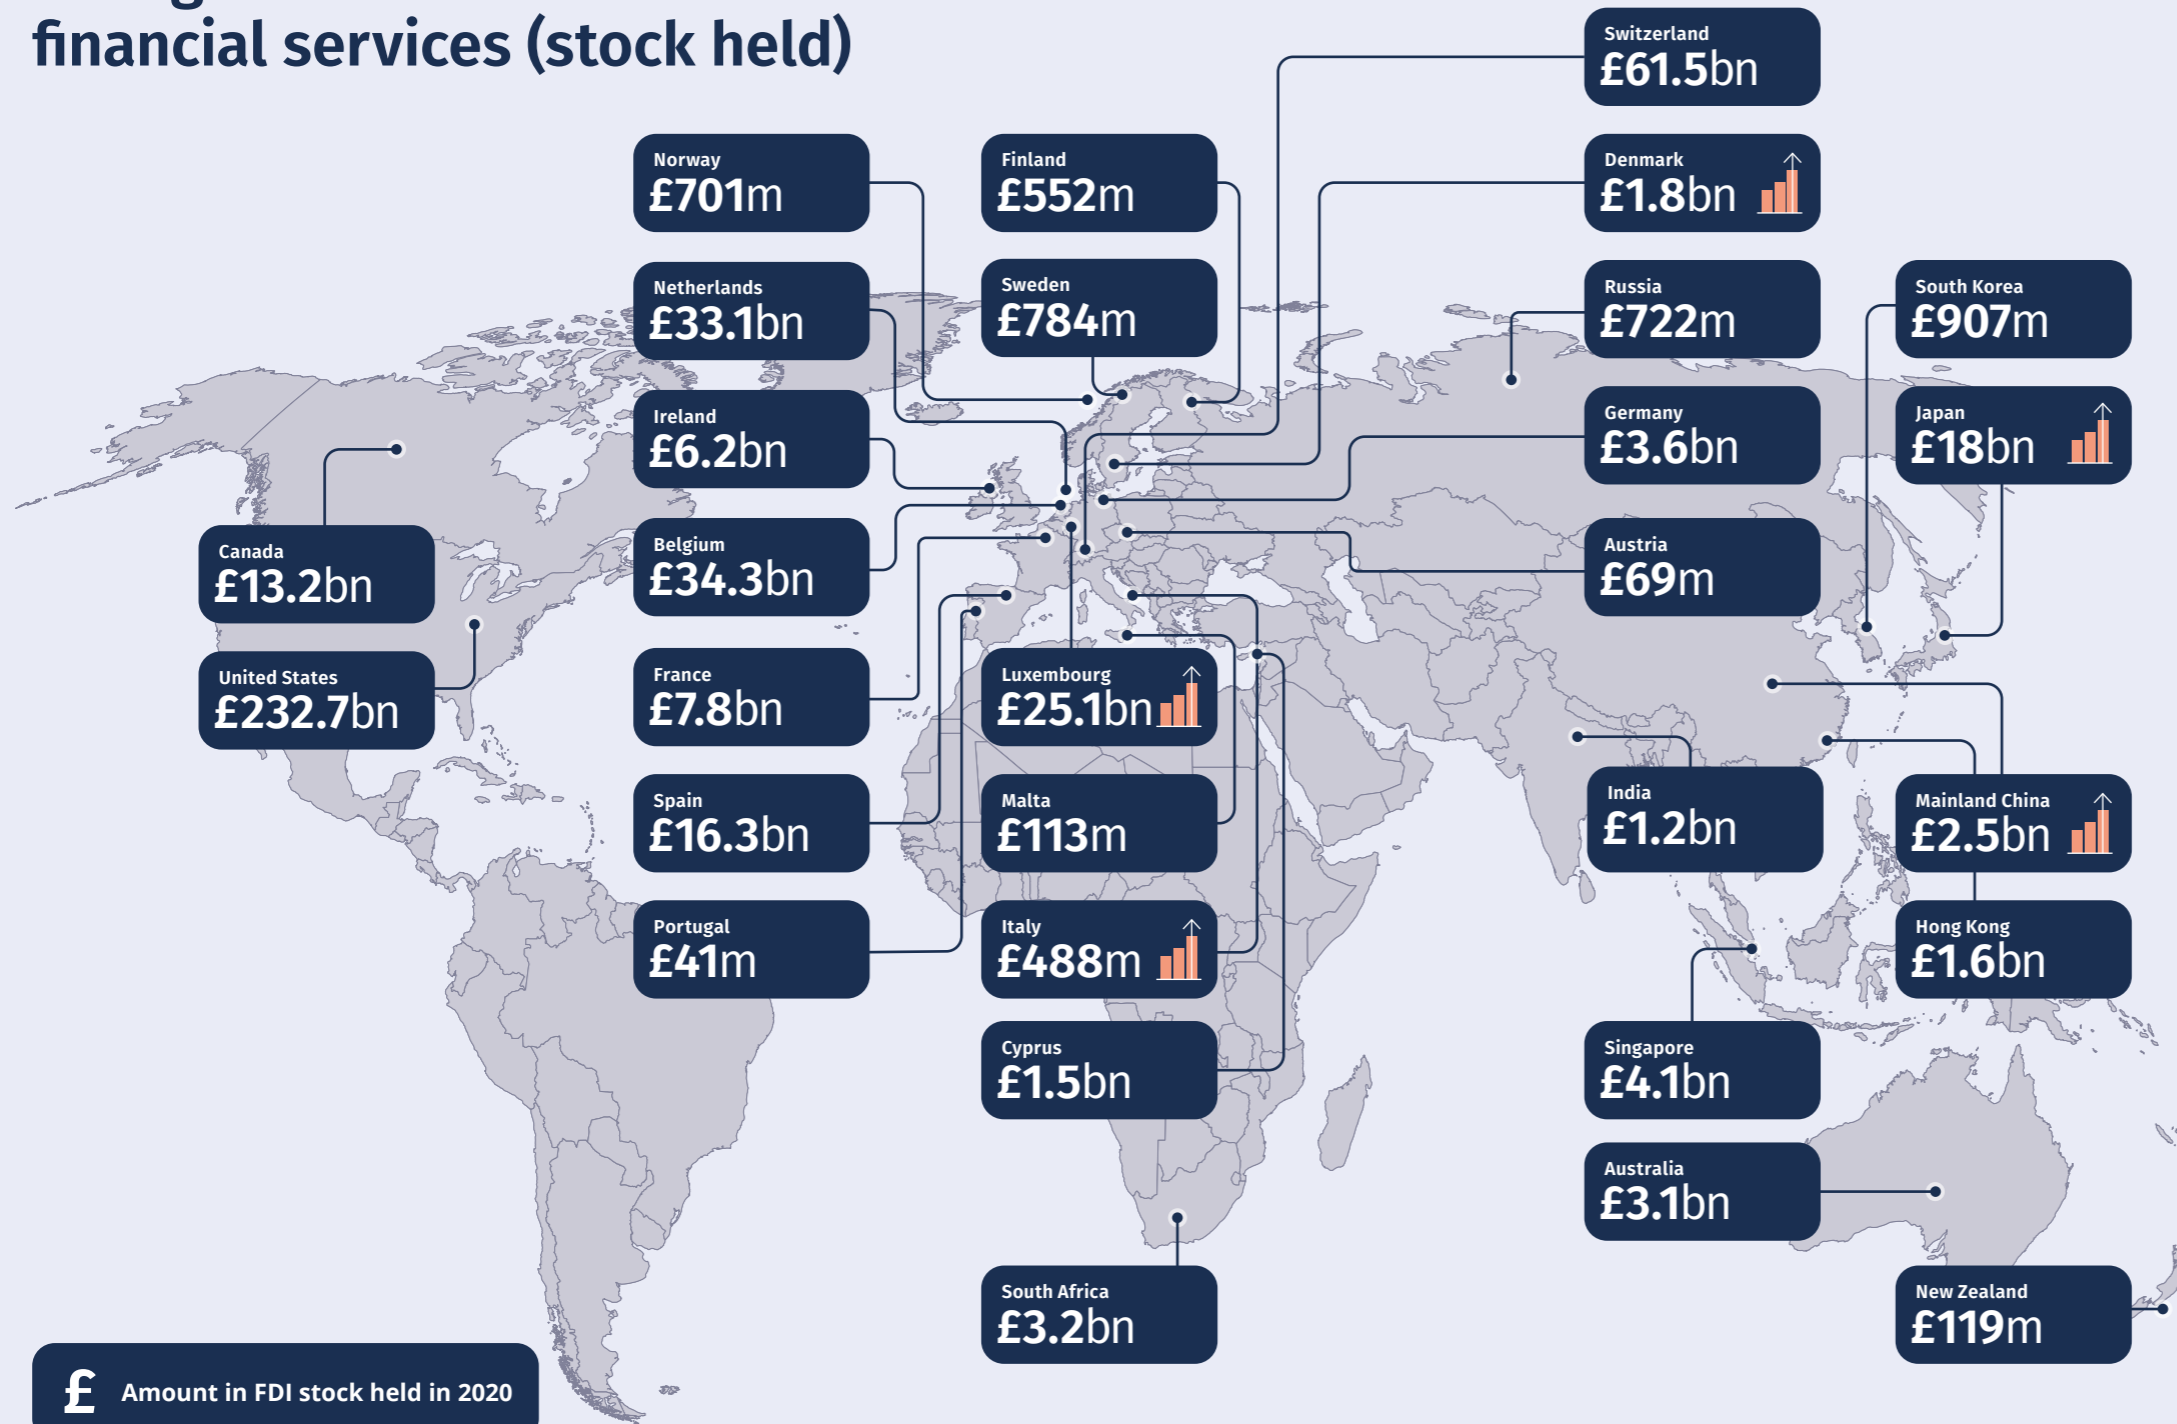 financial services (stock held)
Switzerland
£61.5bn
Norway
£701m
Finland
£552m
Denmark
£1.8bn
Netherlands
£33.1bn
Sweden
£784m
Russia
£722m
South Korea
£907m
Ireland
£6.2bn
Germany
£3.6bn
Japan
£18bn
Canada
£13.2bn
Belgium
£34.3bn
Austria
£69m
United States
£232.7bn
France
£7.8bn
Luxembourg
£25.1bn
Spain
£16.3bn
Malta
£113m
India
£1.2bn
Mainland China
£2.5bn
Portugal
£41m
Italy
£488m
Hong Kong
£1.6bn
Cyprus
£1.5bn
Singapore
£4.1bn
Australia
£3.1bn
South Africa
£3.2bn
New Zealand
£119m
£ Amount in FDI stock held in 2020